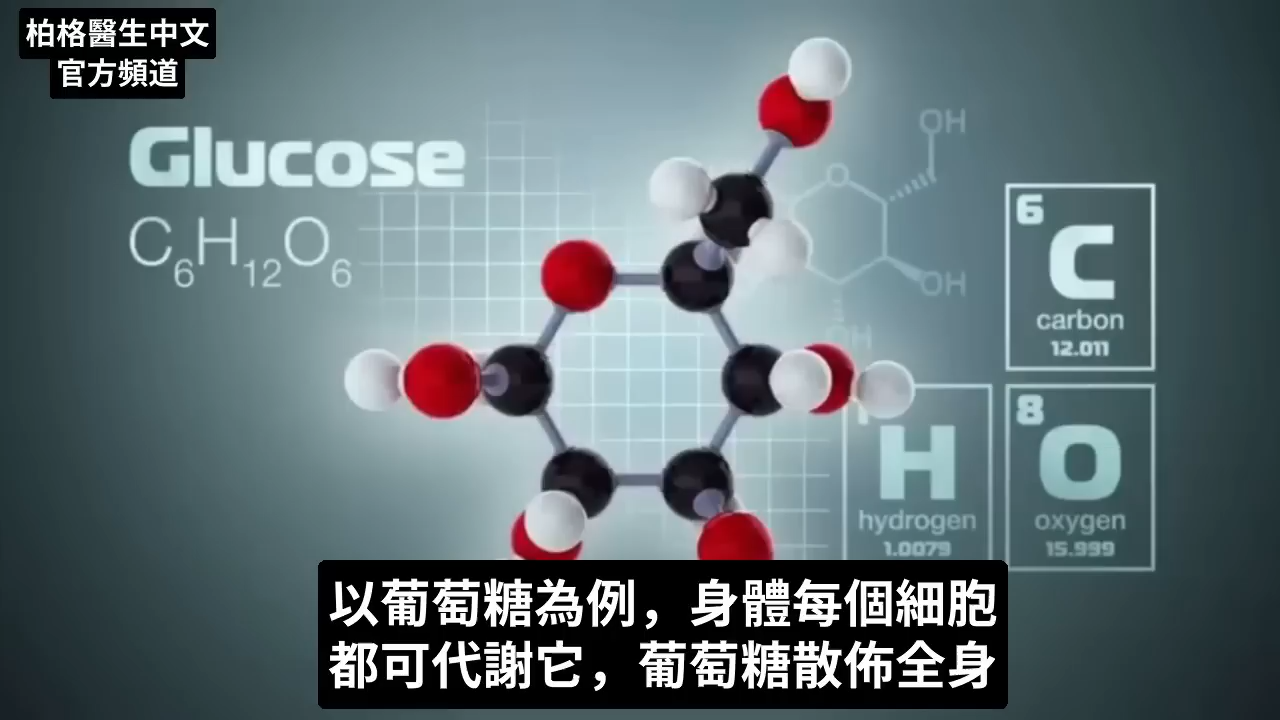 柏格醫生中文
官方頻道
Glucose
C6H12O6
OH
OH
OH
6
C
carbon
12.011
1
H
hydrogen
1.0079
8
O
oxygen
15.999
以葡萄糖為例，身體每個細胞
都可代謝它，葡萄糖散佈全身